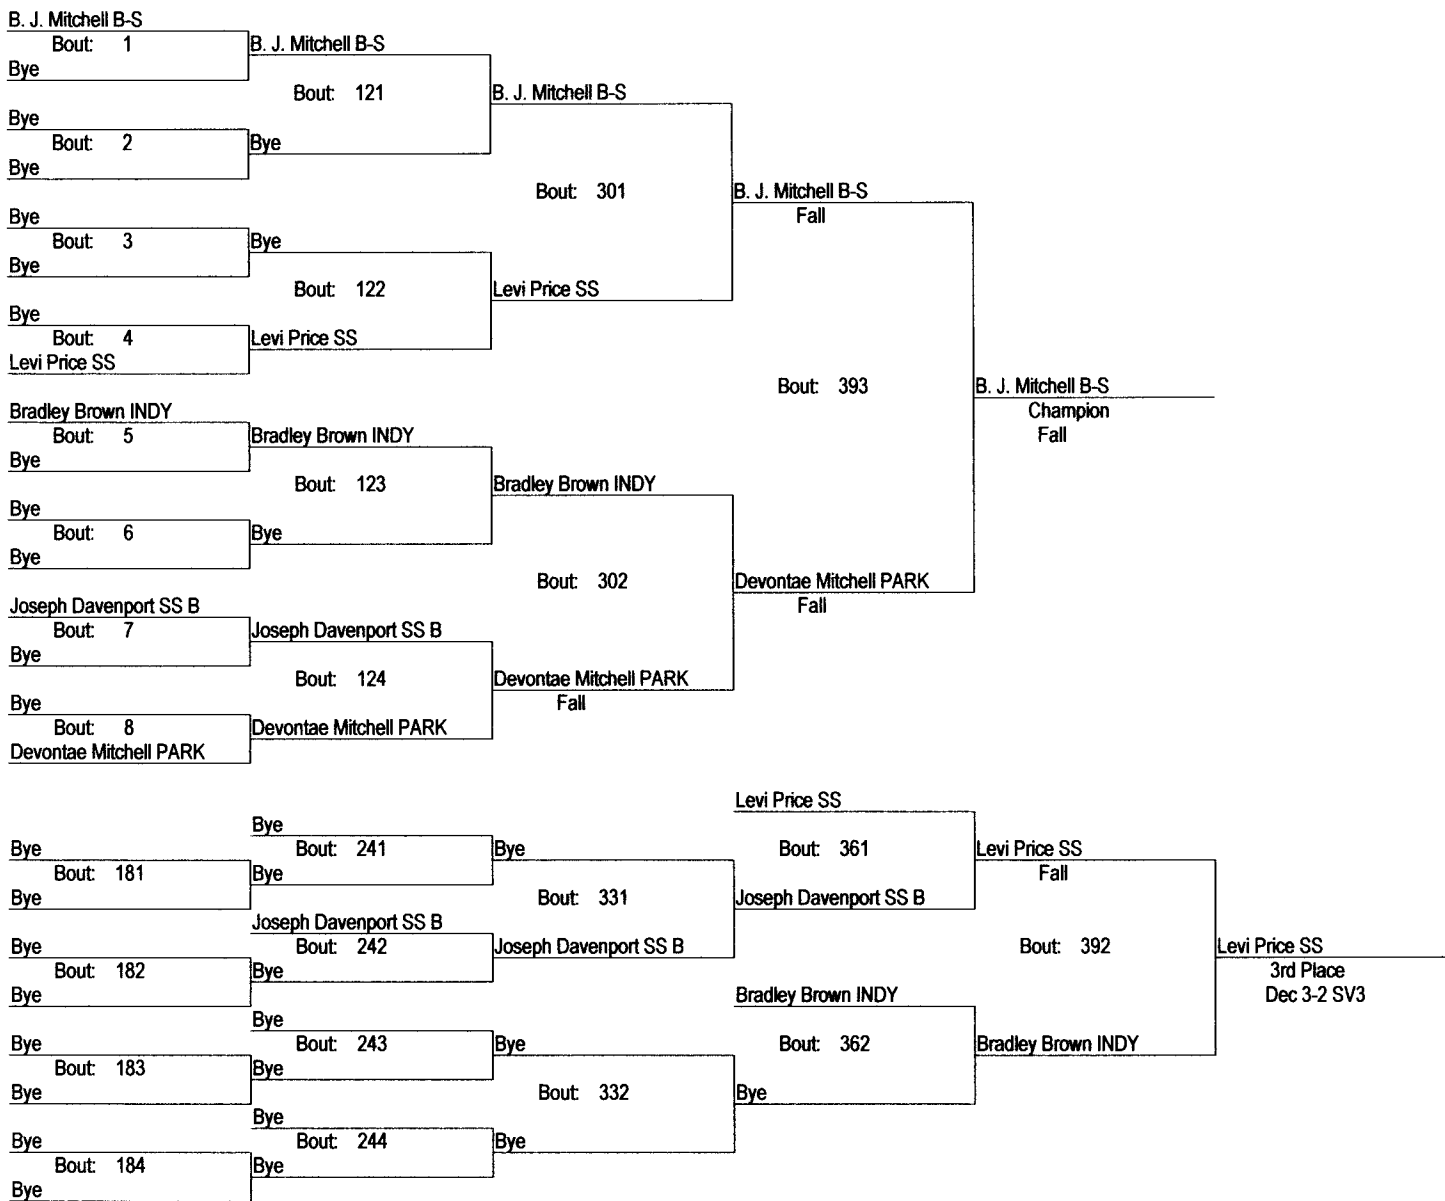 B. J. Mitchell B-S
Bout: 1
B. J. Mitchell B-S
Bye
Bout: 121
B. J. Mitchell B-S
Bye
Bout: 2
Bye
Bye
Bout: 301
B. J. Mitchell B-S
Fall
Bye
Bout: 3
Bye
Bye
Bout: 122
Levi Price SS
Bye
Bout: 4
Levi Price SS
Levi Price SS
Bout: 393
B. J. Mitchell B-S
Champion
Fall
Bradley Brown INDY
Bout: 5
Bradley Brown INDY
Bye
Bout: 123
Bradley Brown INDY
Bye
Bout: 6
Bye
Bye
Bout: 302
Devontae Mitchell PARK
Fall
Joseph Davenport SS B
Bout: 7
Joseph Davenport SS B
Bye
Bout: 124
Devontae Mitchell PARK
Fall
Bye
Bout: 8
Devontae Mitchell PARK
Devontae Mitchell PARK
Levi Price SS
Bye
Bout: 241
Bye
Bout: 361
Levi Price SS
Fall
Bye
Bout: 181
Bye
Bye
Bout: 331
Joseph Davenport SS B
Joseph Davenport SS B
Bye
Bout: 242
Joseph Davenport SS B
Bout: 392
Levi Price SS
3rd Place
Dec 3-2 SV3
Bout: 182
Bye
Bye
Bradley Brown INDY
Bye
Bout: 243
Bye
Bout: 362
Bradley Brown INDY
Bye
Bout: 183
Bye
Bye
Bout: 332
Bye
Bye
Bye
Bout: 244
Bye
Bout: 184
Bye
Bye